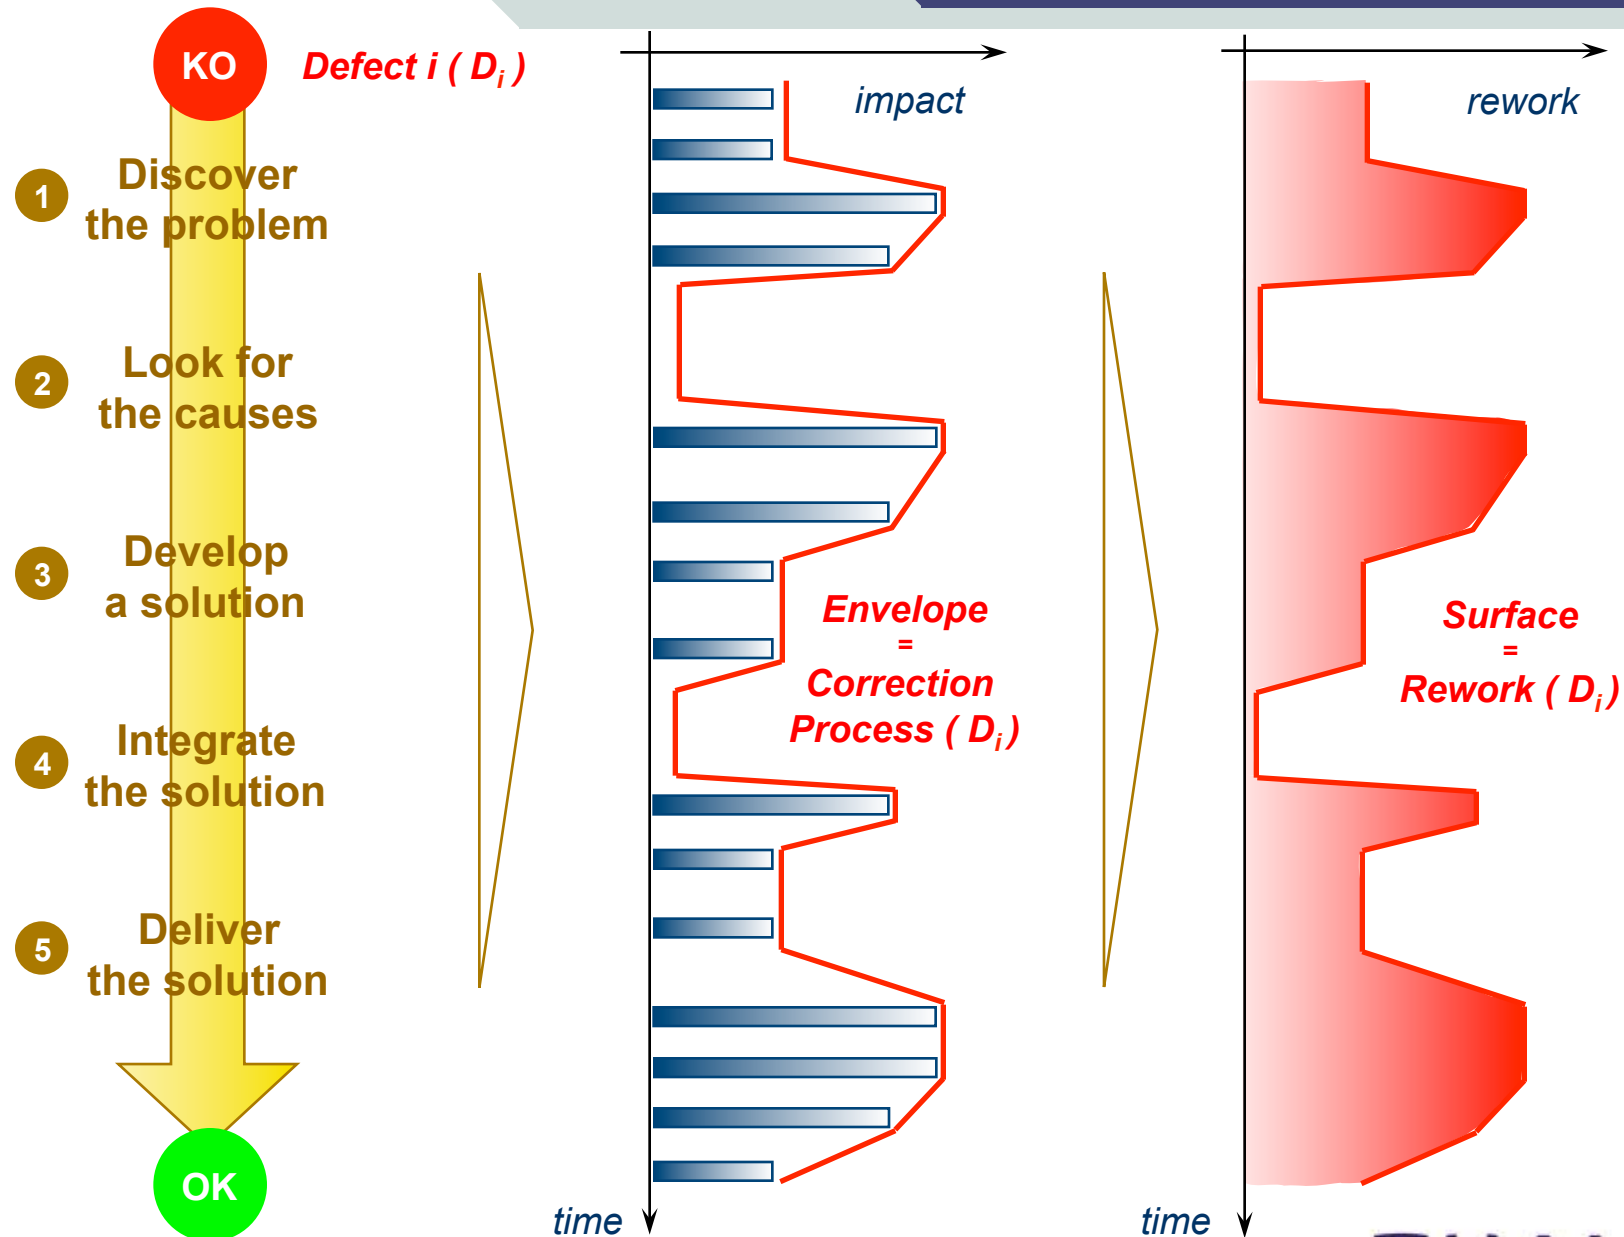 KO
Defect i ( Di )
1
Discover
the problem
2
Look for
the causes
3
Develop
a solution
4
Integrate
the solution
5
Deliver
the solution
OK
impact
Envelope
=
Correction
Process ( Di )
time
rework
Surface
=
Rework ( Di )
time